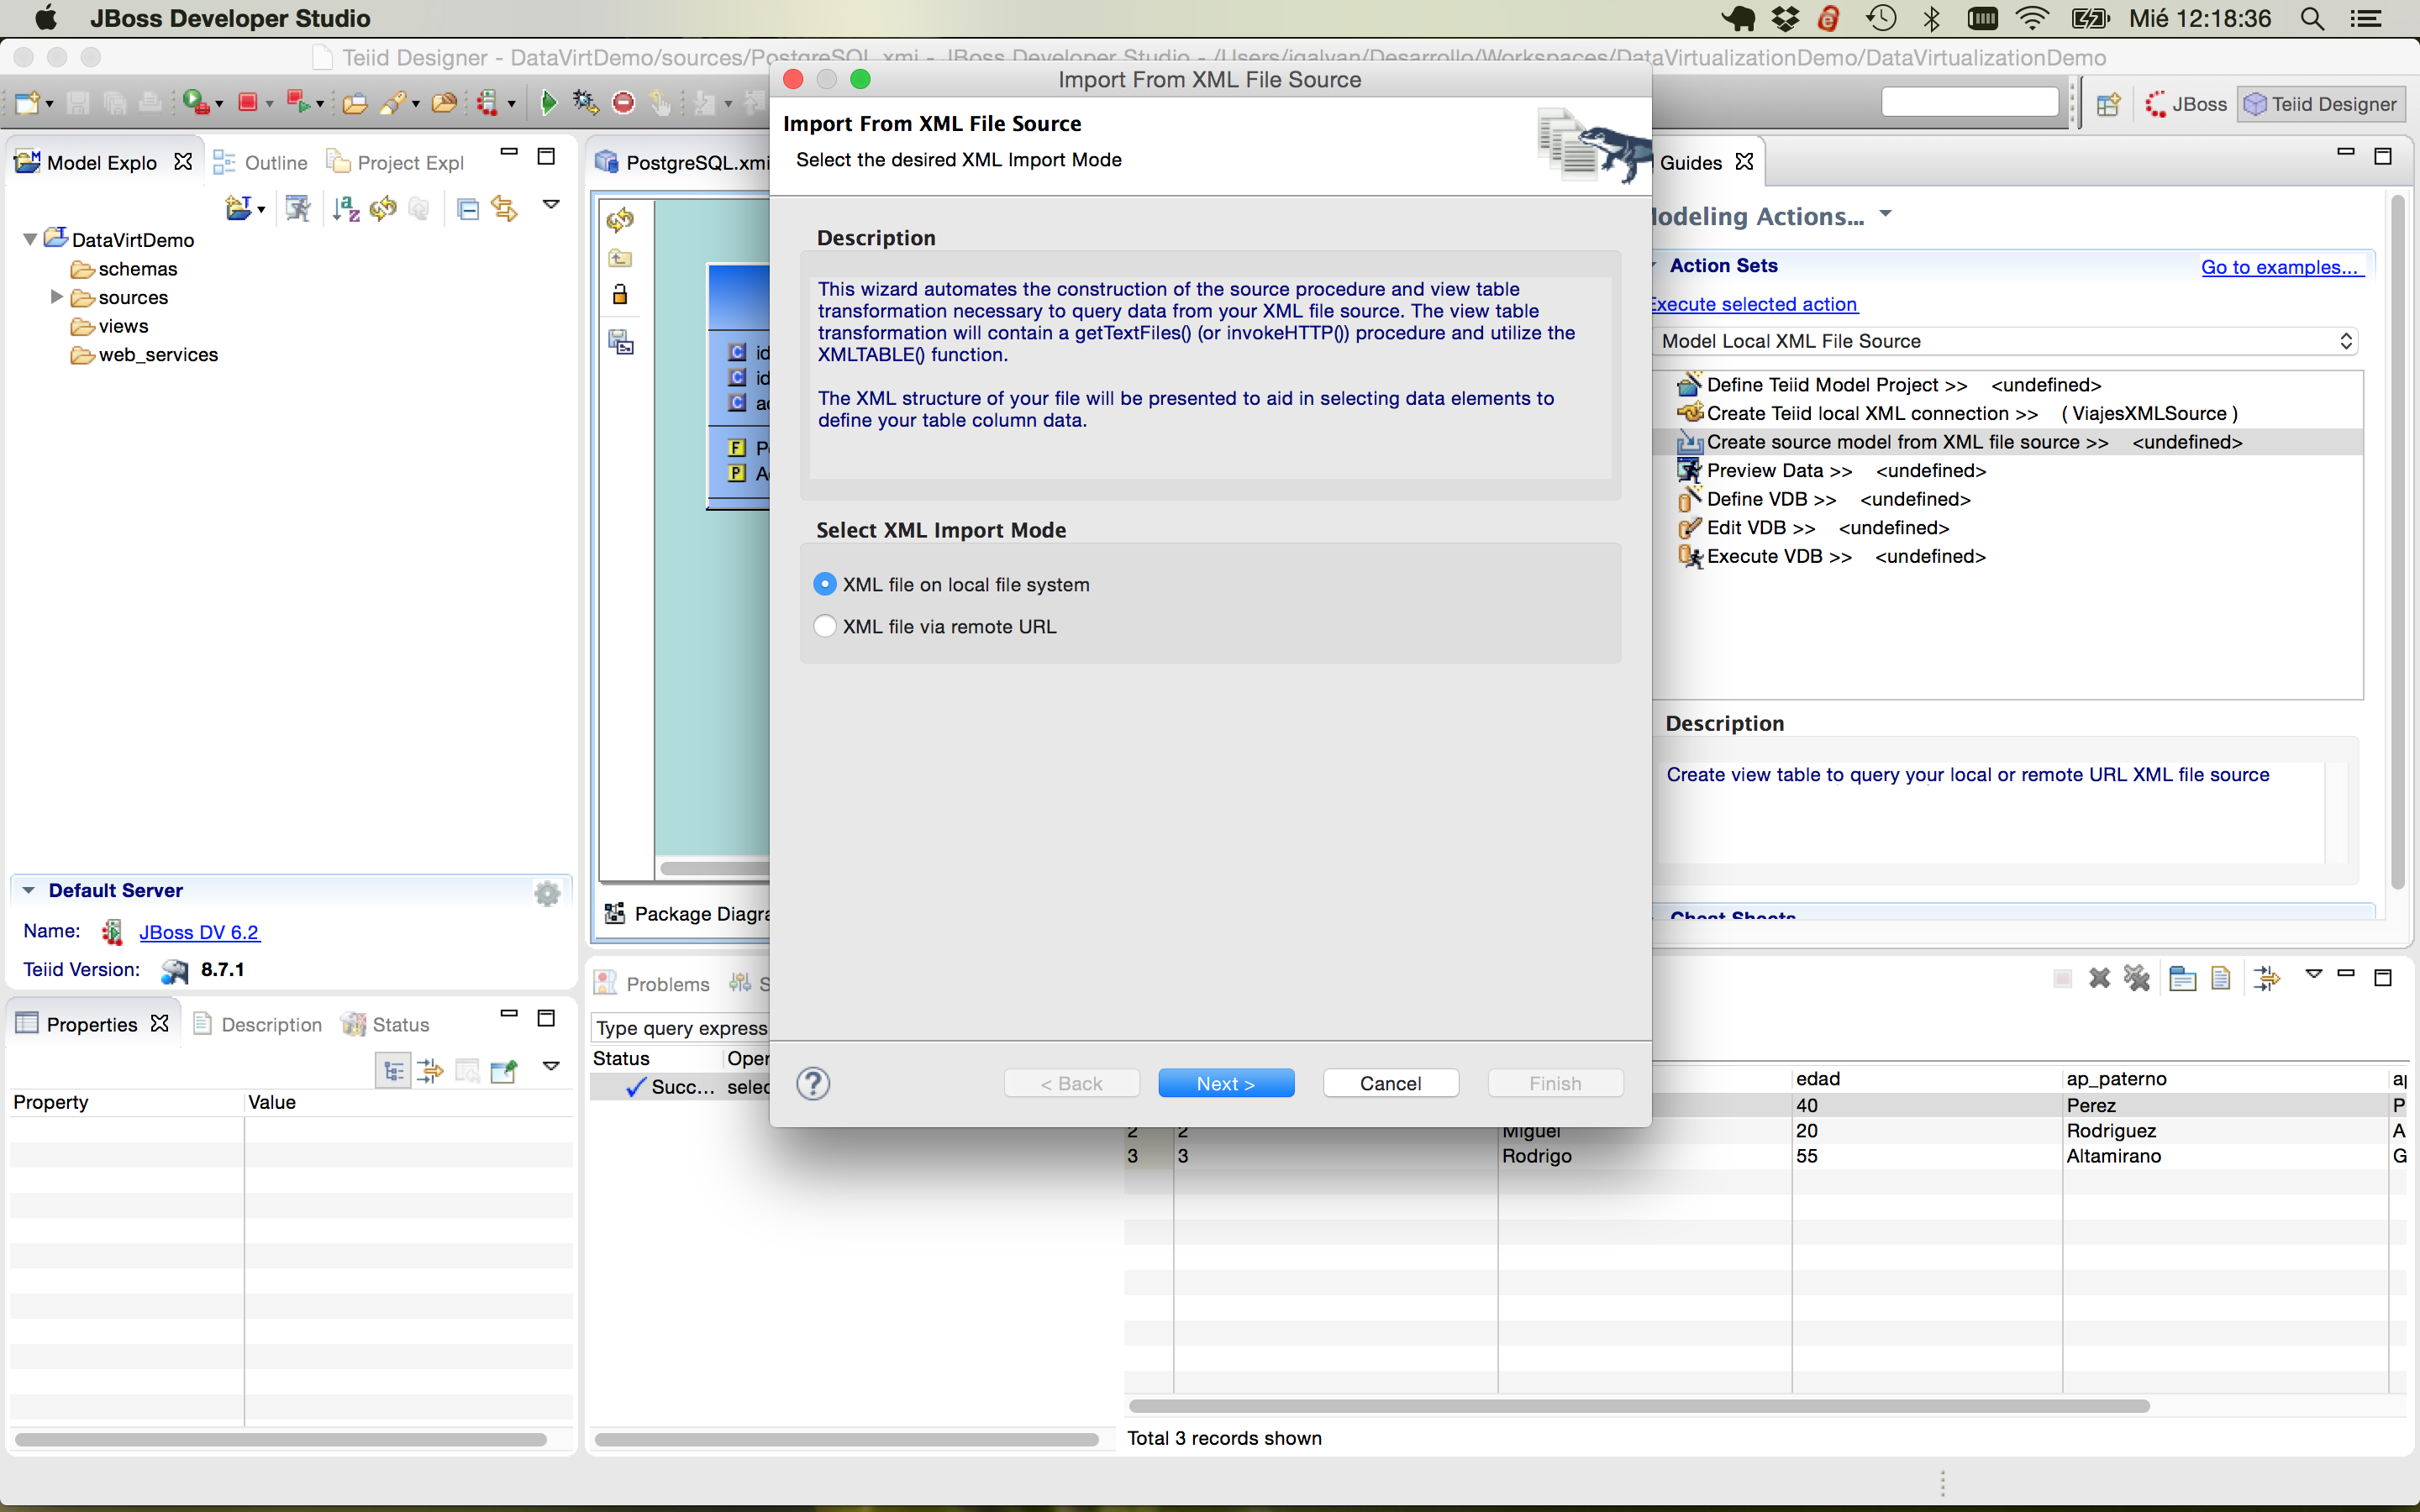 JBoss Developer Studio
Mié 12:18:36
Teiid Designer - DataVirtDemo/sources/PostgreSQL.xmi - JBoss Developer Studio - /Users/jgalvan/Desarrollo/Workspaces/DataVirtualizationDemo/DataVirtualizationDemo
JBoss
Teiid Designer
Model Explo
Outline
Project Expl
DataVirtDemo
schemas
sources
views
web_services
Default Server
Name: JBoss DV 6.2
Teiid Version: 8.7.1
Properties
Description
Status
Property Value
PostgreSQL.xmi
Package Diagra
Import From XML File Source
Import From XML File Source
Select the desired XML Import Mode
Description
This wizard automates the construction of the source procedure and view table
transformation necessary to query data from your XML file source. The view table
transformation will contain a getTextFiles() (or invokeHTTP()) procedure and utilize the
XMLTABLE() function.
The XML structure of your file will be presented to aid in selecting data elements to
define your table column data.
Select XML Import Mode
XML file on local file system
XML file via remote URL
< Back
Next >
Cancel
Finish
Guides
odeling Actions...
Action Sets
Go to examples...
Execute selected action
Model Local XML File Source
Define Teiid Model Project >> <undefined>
Create Teiid local XML connection >> ( ViajesXMLSource )
Create source model from XML file source >> <undefined>
Preview Data >> <undefined>
Define VDB >> <undefined>
Edit VDB >> <undefined>
Execute VDB >> <undefined>
Description
Create view table to query your local or remote URL XML file source
Cheat Sheets
Problems
S
Type query express
Status Oper
Succ... selec
edad ap_paterno
40 Perez P
2 2 Miguel 20 Rodriguez A
3 3 Rodrigo 55 Altamirano G
Total 3 records shown